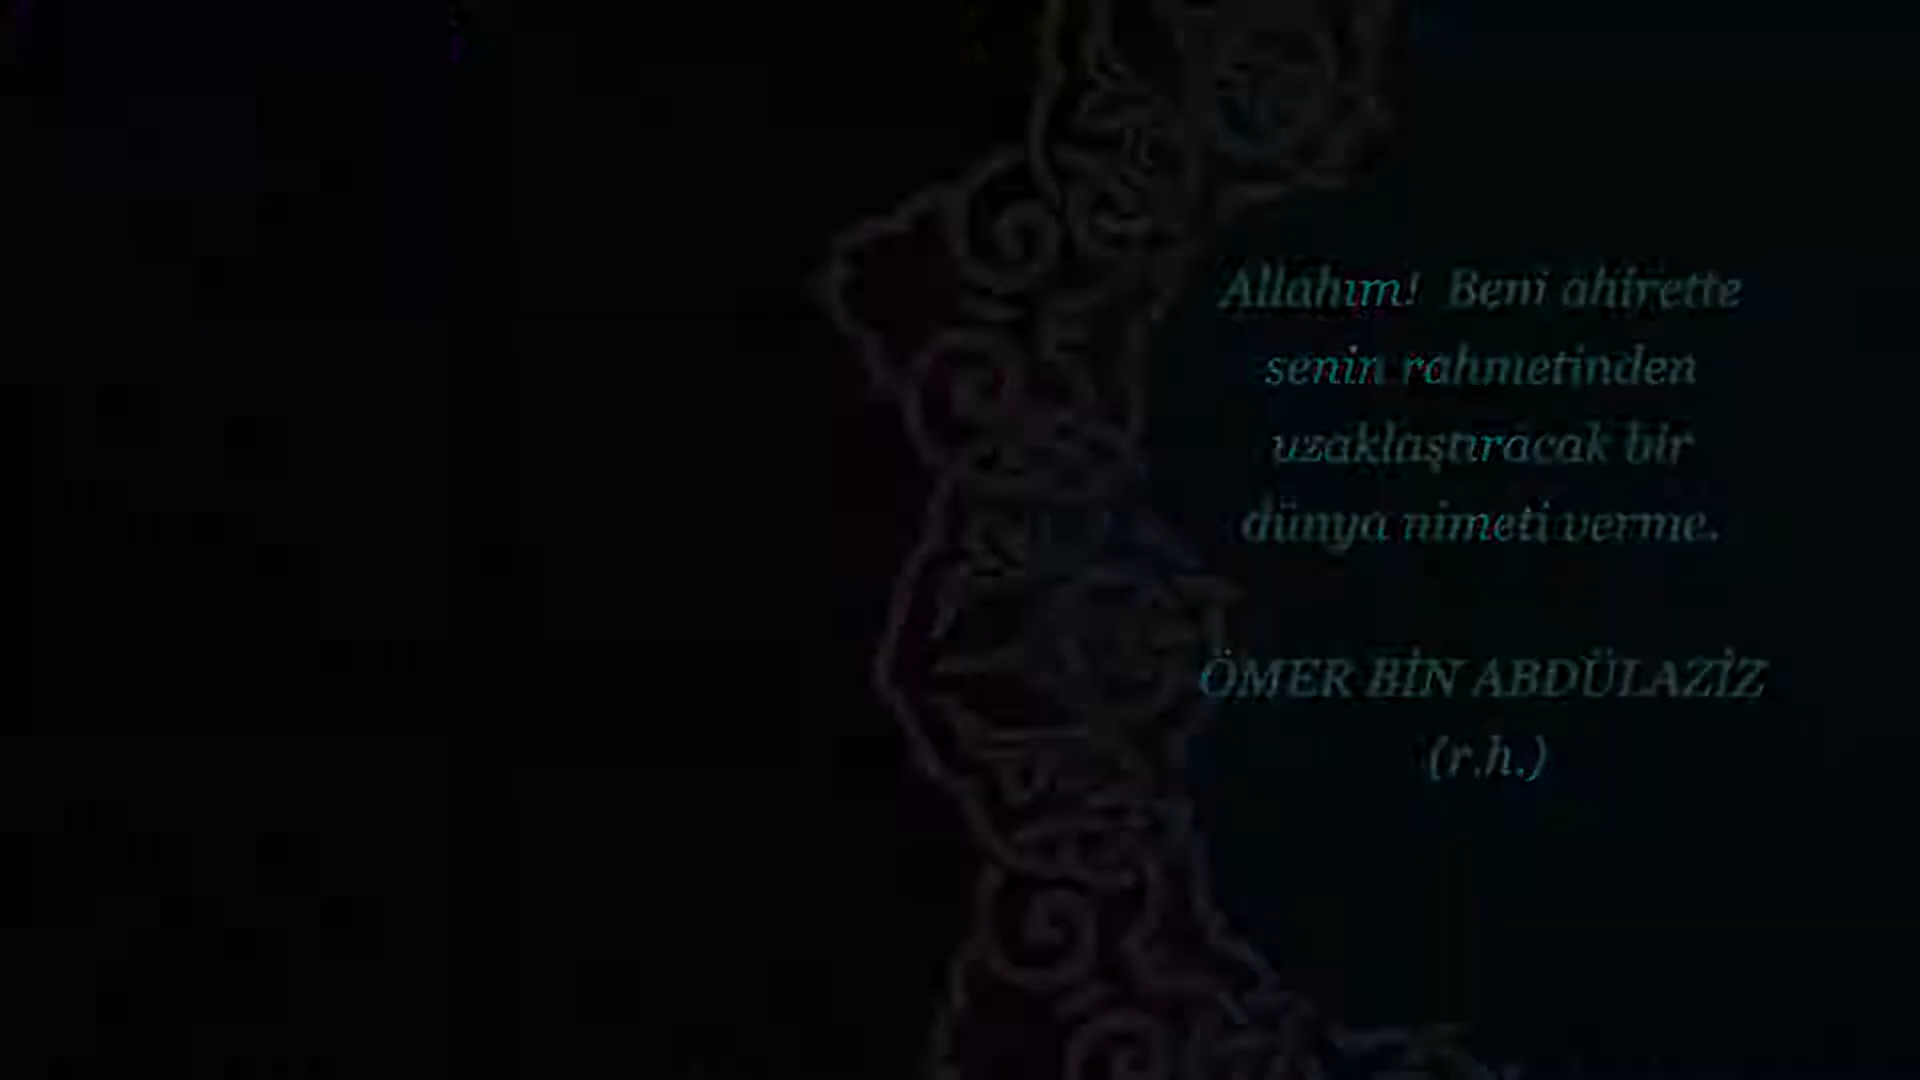 Allahım! Beni ahirette
senin rahmetinden
uzaklaştıracak bir
dünya nimeti verme.
ÖMER BİN ABDÜLAZİZ
(r.h.)